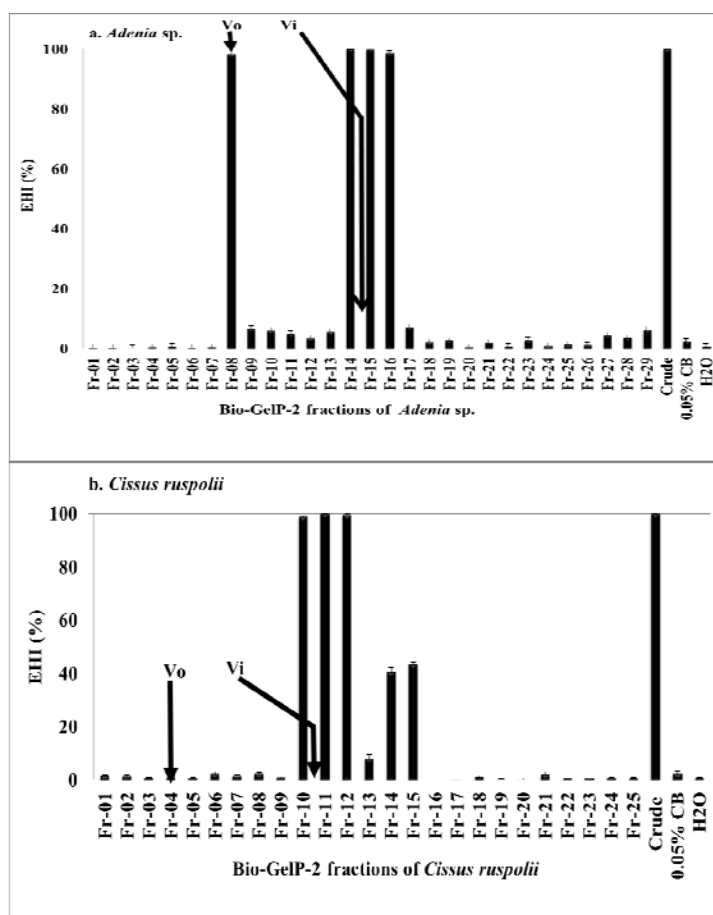 Vo
Vi
a. Adenia sp.
100
80
60
40
20
0
EHI (%)
Fr-01
Fr-02
Fr-03
Fr-04
Fr-05
Fr-06
Fr-07
Fr-08
Fr-09
Fr-10
Fr-11
Fr-12
Fr-13
Fr-14
Fr-15
Fr-16
Fr-17
Fr-18
Fr-19
Fr-20
Fr-21
Fr-22
Fr-23
Fr-24
Fr-25
Fr-26
Fr-27
Fr-28
Fr-29
Crude
0.05% CB
H2O
Bio-GelP-2 fractions of Adenia sp.
b. Cissus ruspolii
100
80
60
40
20
0
EHI (%)
Vo
Vi
Fr-01
Fr-02
Fr-03
Fr-04
Fr-05
Fr-06
Fr-07
Fr-08
Fr-09
Fr-10
Fr-11
Fr-12
Fr-13
Fr-14
Fr-15
Fr-16
Fr-17
Fr-18
Fr-19
Fr-20
Fr-21
Fr-22
Fr-23
Fr-24
Fr-25
Crude
0.05% CB
H2O
Bio-GelP-2 fractions of Cissus ruspolii